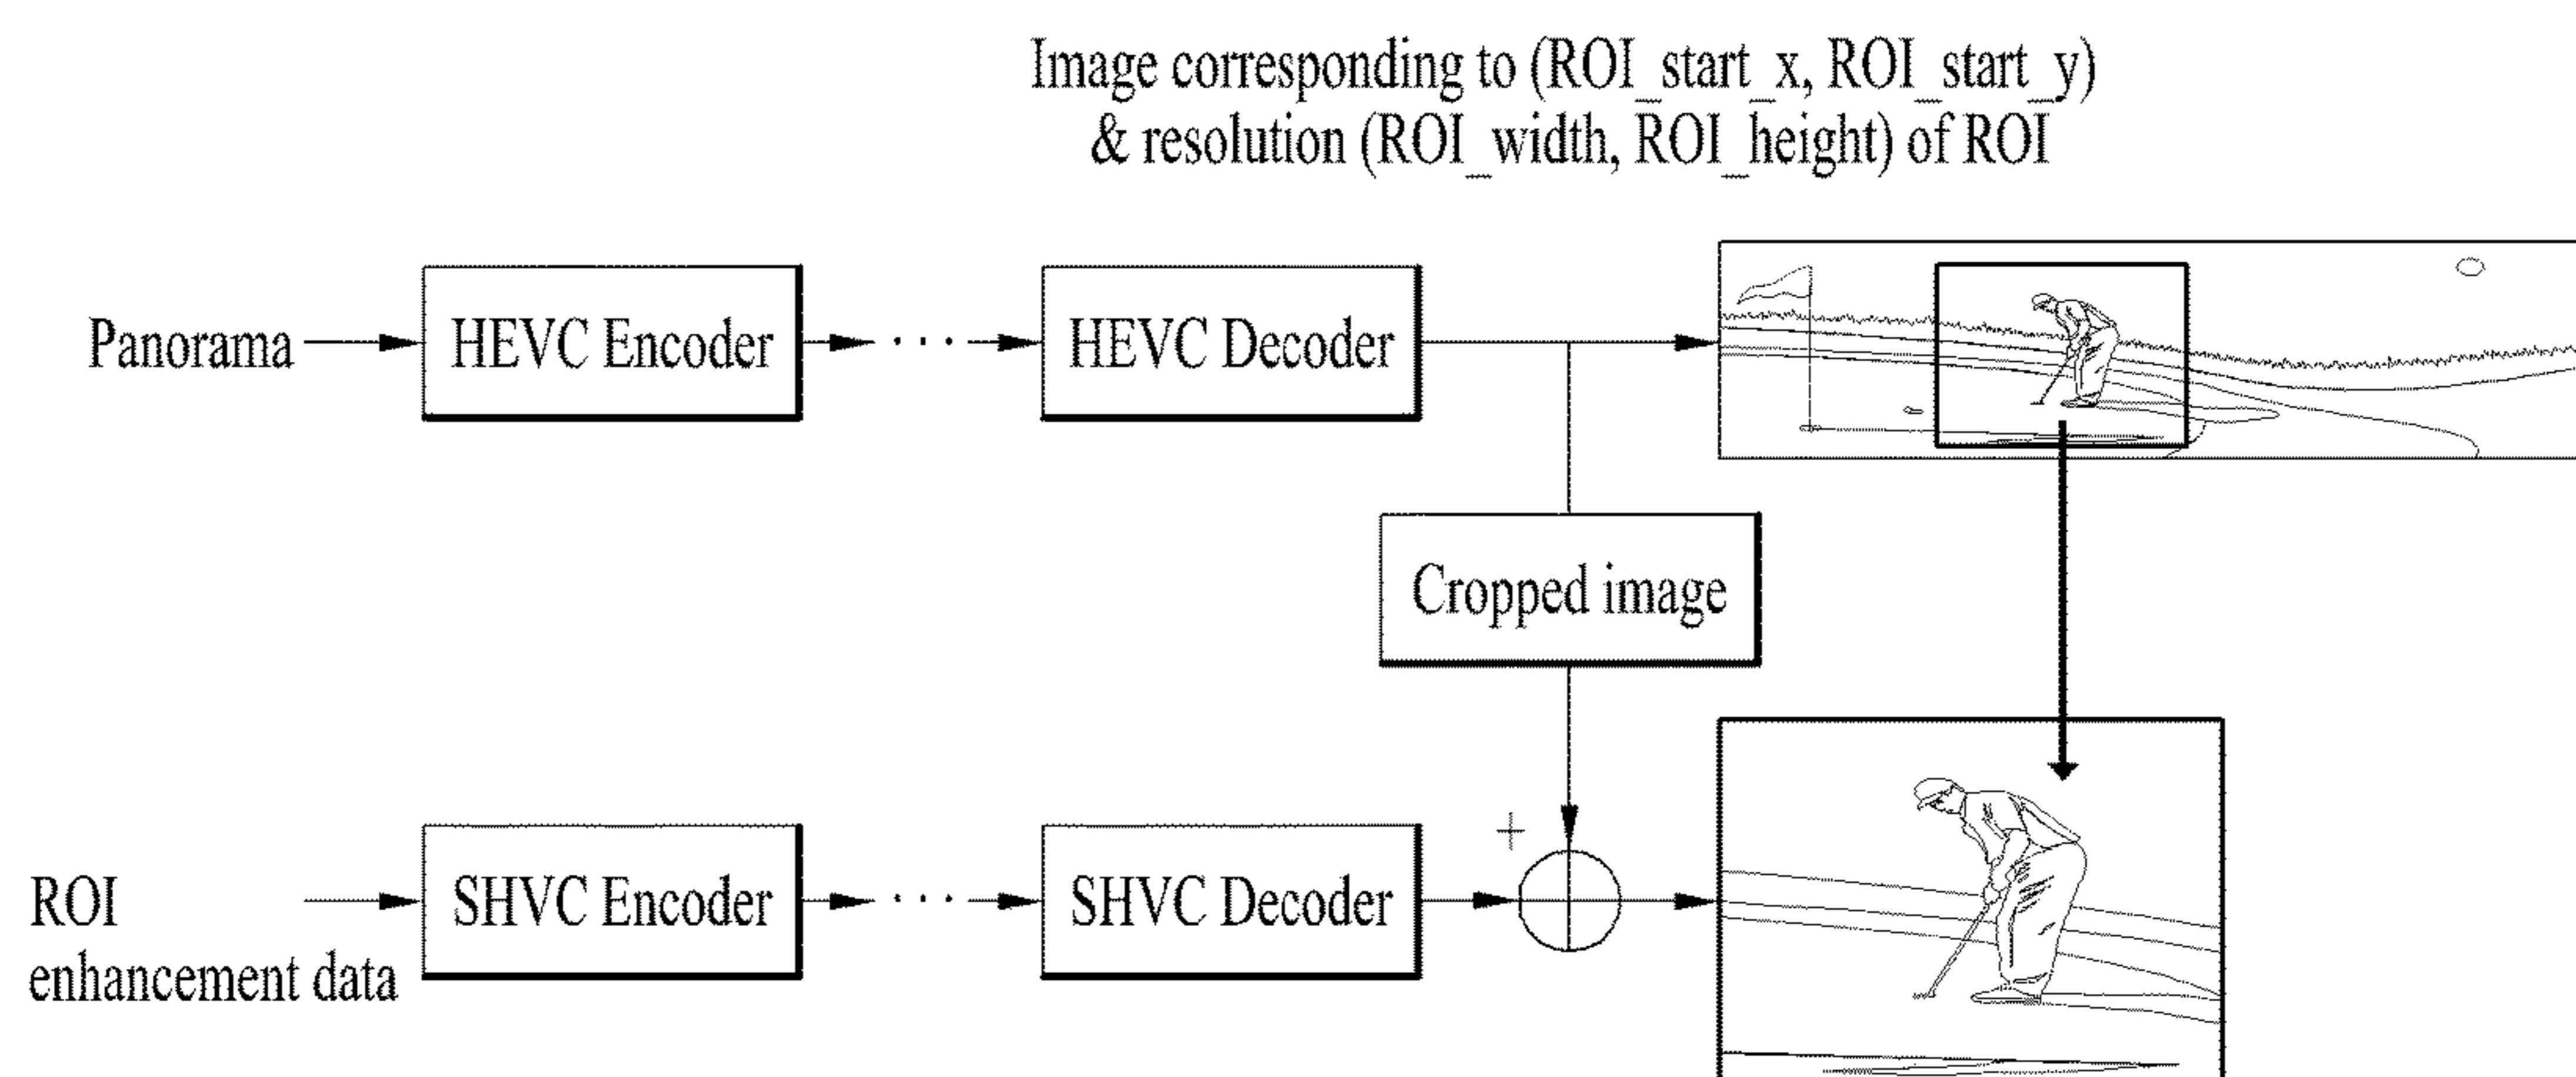 Image corresponding to (ROI_start_x, ROI_start_y)
& resolution (ROI_width, ROI_height) of ROI
Panorama
HEVC Encoder
...
HEVC Decoder
Cropped image
+
ROI
enhancement data
SHVC Encoder
...
SHVC Decoder